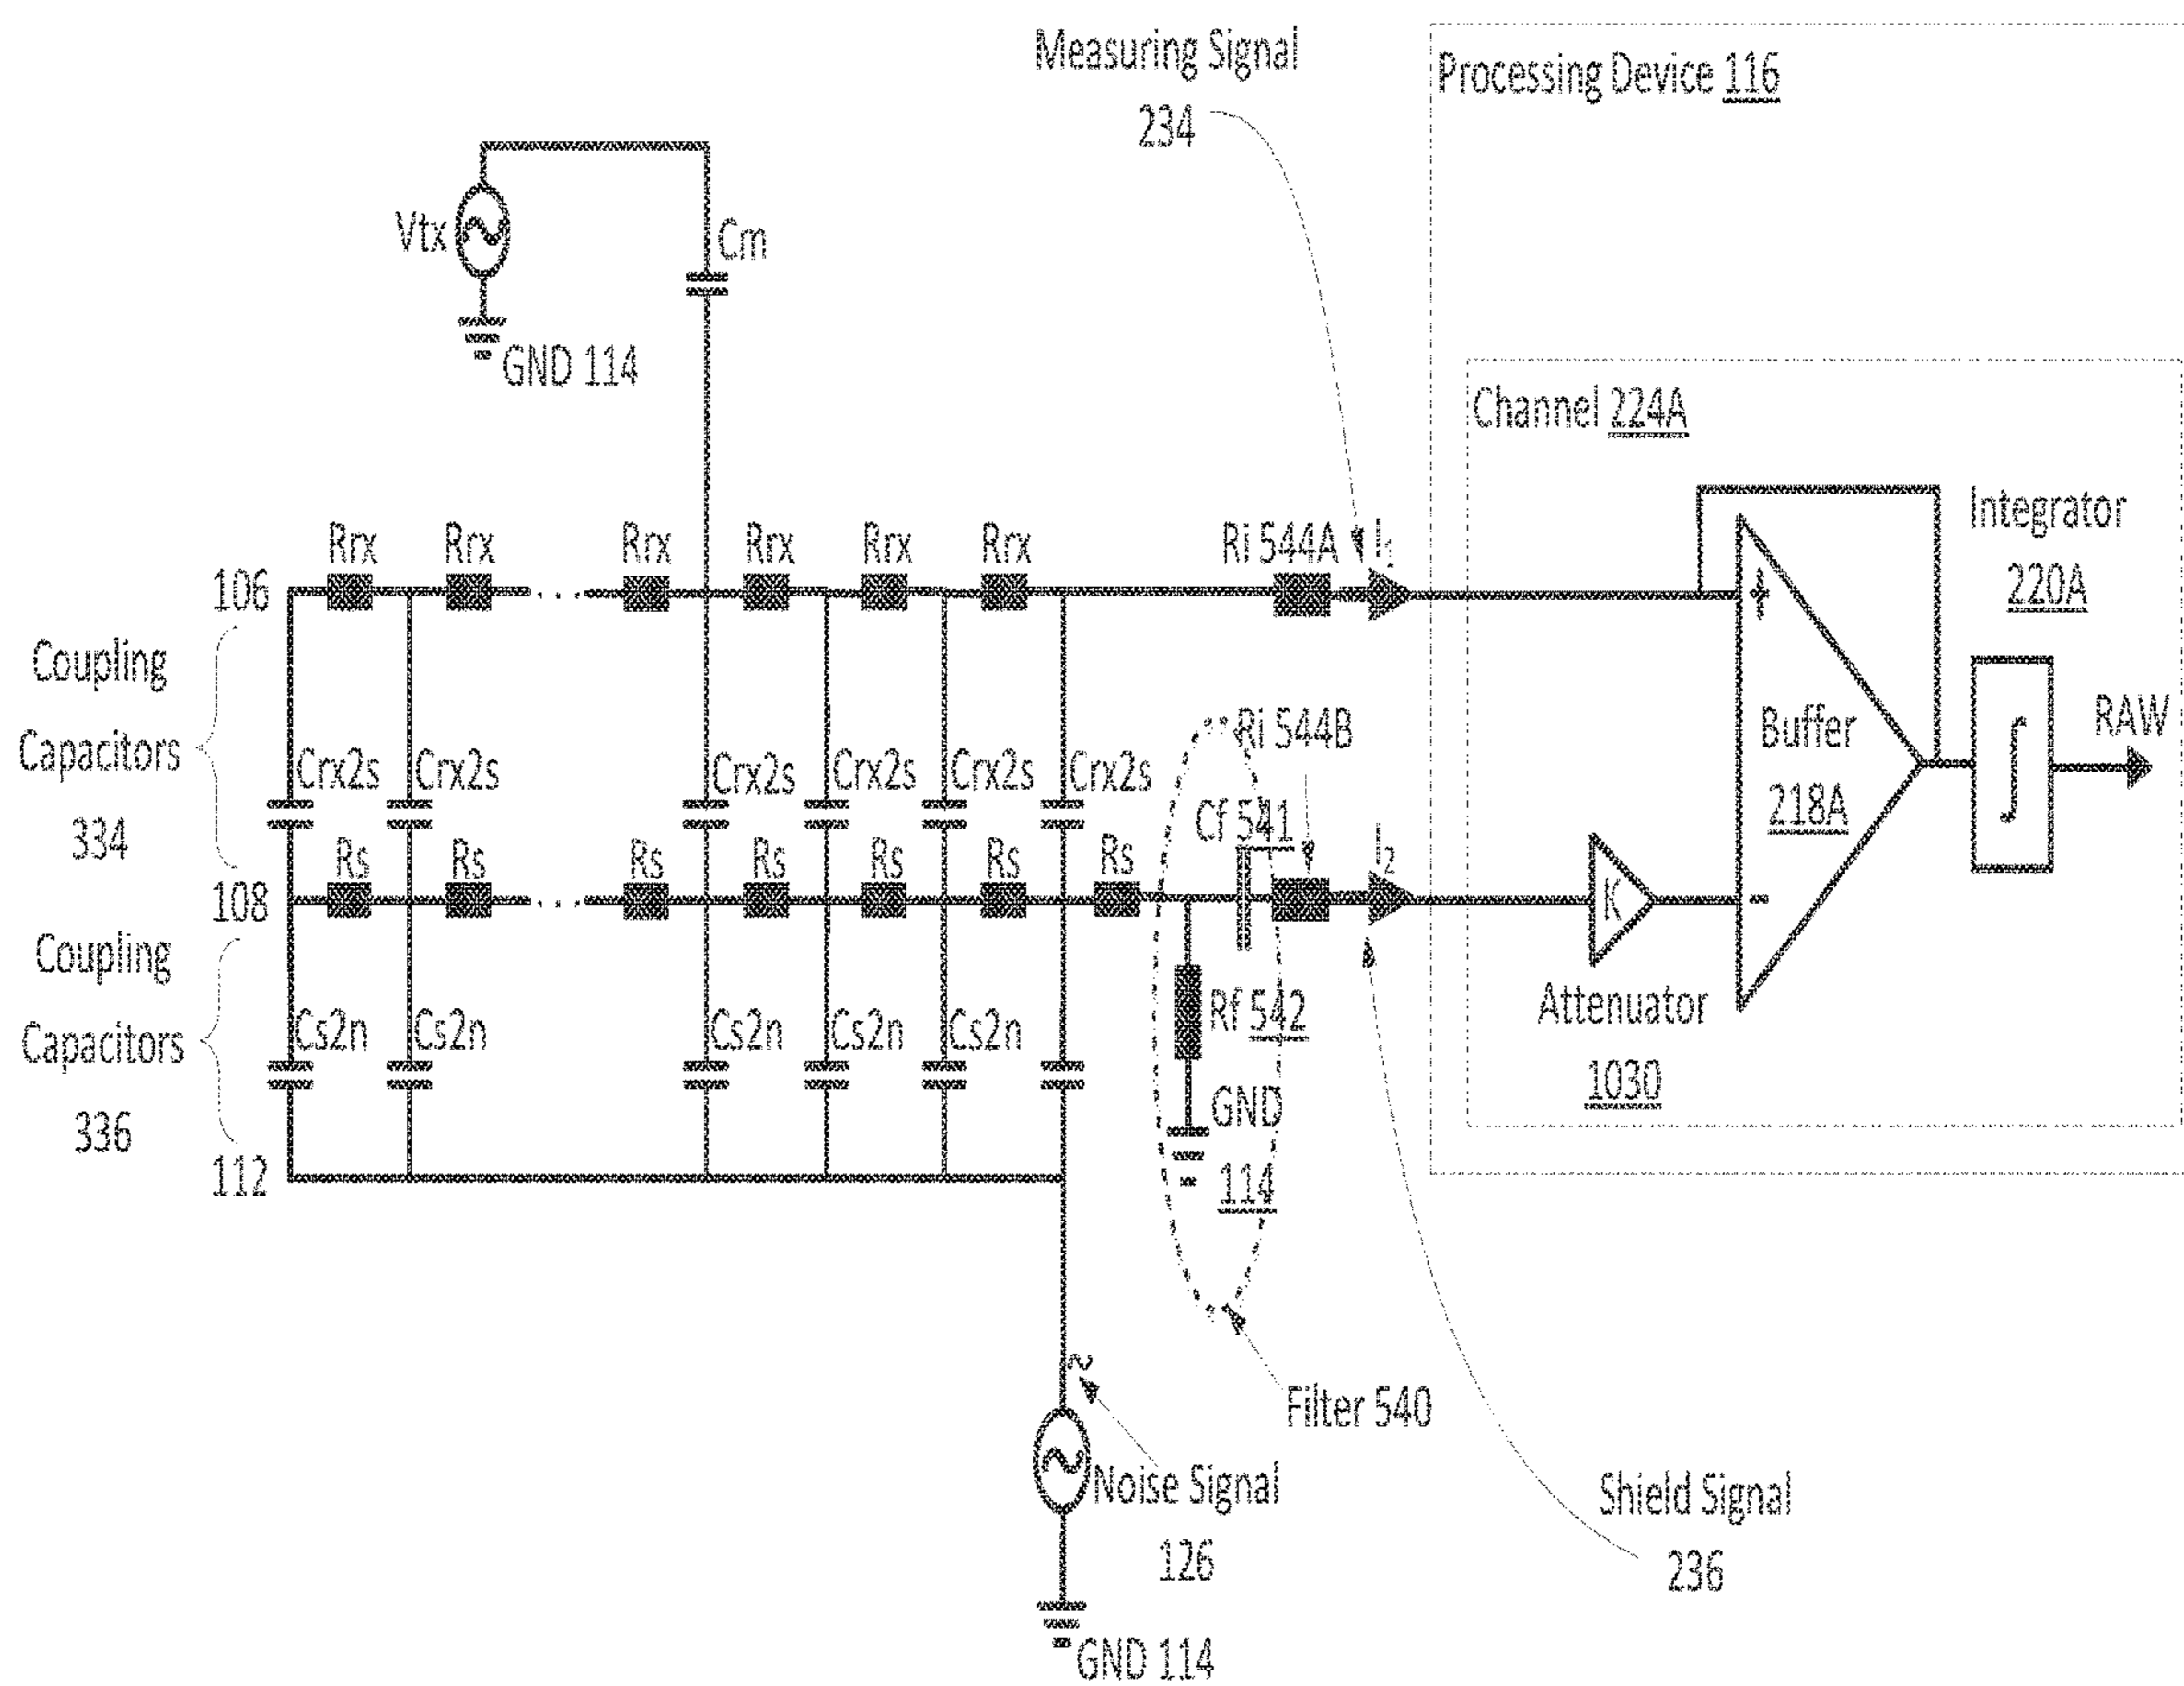 Measuring Signal
234
Processing Device 116
Vtx
Cm
GND 114
Channel 224A
Integrator
220A
Rrx Rrx Rrx Rrx Rrx Rrx
Ri 544A
I1
106
+
Coupling
Capacitors
334
Crx2s Crx2s Crx2s Crx2s Crx2s Crx2s
Ri 544B
Cf 541
Buffer
218A
∫
RAW
Rs Rs Rs Rs Rs Rs Rs
I2
108
K
-
Coupling
Capacitors
336
Cs2n Cs2n Cs2n Cs2n Cs2n
Rf 542
GND
114
Attenuator
1030
112
Filter 540
Noise Signal
126
Shield Signal
236
GND 114